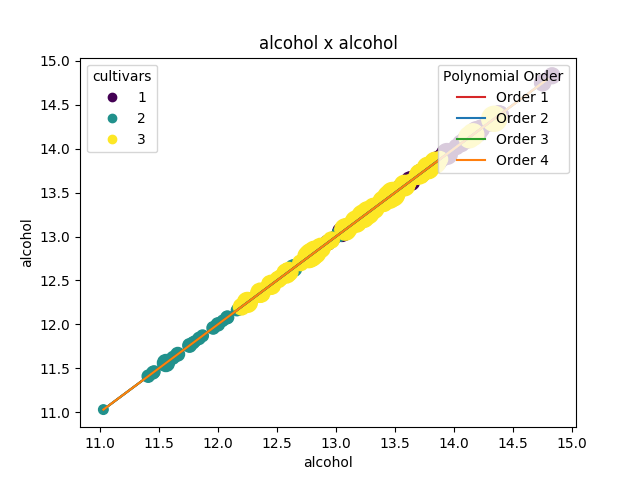 alcohol x alcohol
cultivars
1
2
3
Polynomial Order
Order 1
Order 2
Order 3
Order 4
alcohol
15.0
14.5
14.0
13.5
13.0
12.5
12.0
11.5
11.0
11.0 11.5 12.0 12.5 13.0 13.5 14.0 14.5 15.0
alcohol